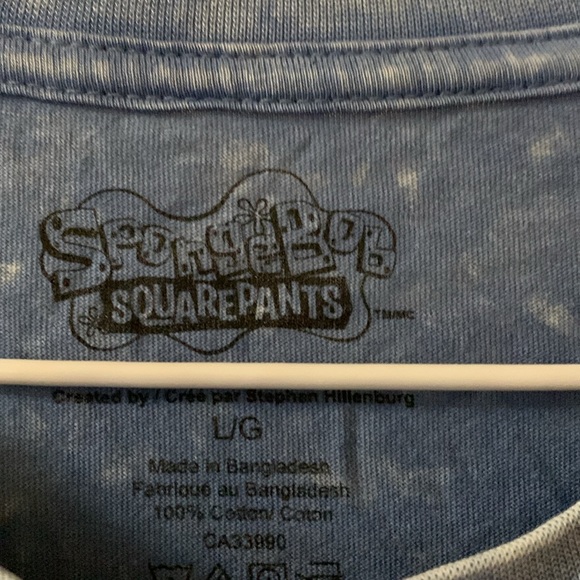 SpongeBob
SQUAREPANTS
TM/MC
Created by / Créé par Stephen Hillenburg
L/G
Made in Bangladesh
Fabriqué au Bangladesh
100% Cotton/ Coton
CA33990